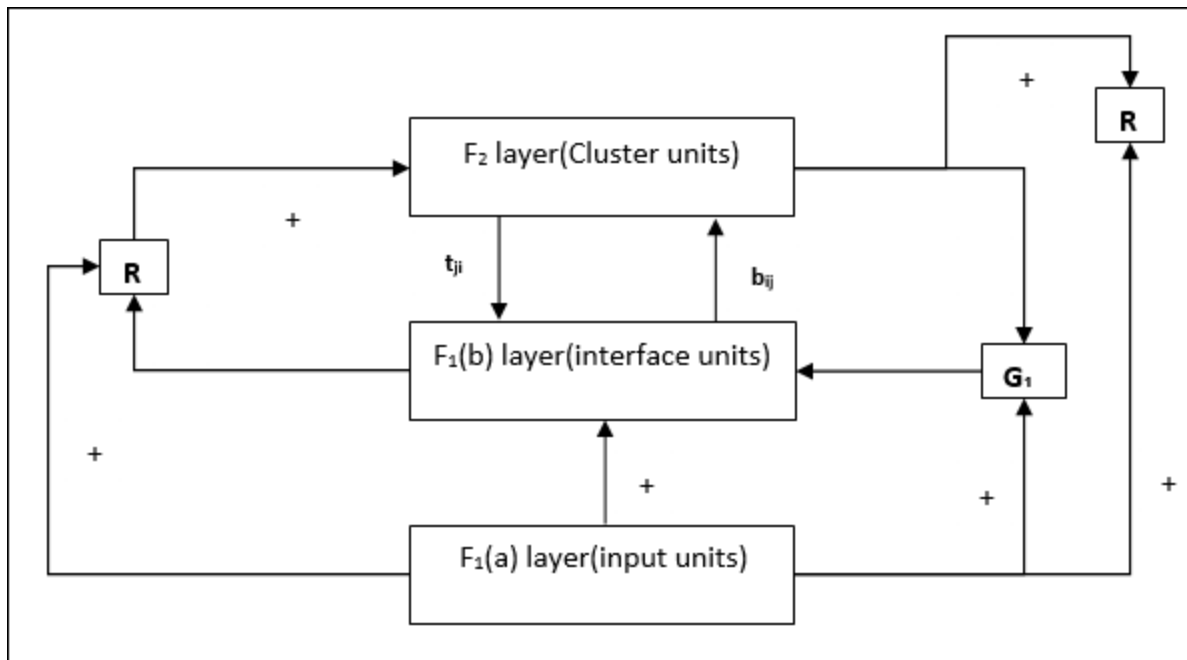 +
R
F₂ layer(Cluster units)
+
R
tⱼᵢ
bᵢⱼ
F₁(b) layer(interface units)
G₁
+
+
+
+
F₁(a) layer(input units)